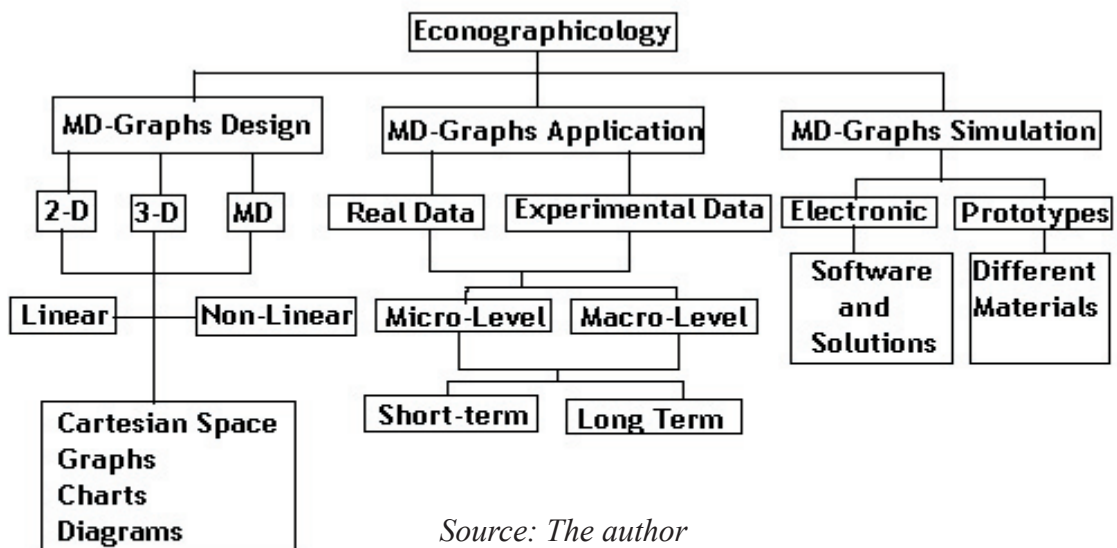 Econographicology
MD-Graphs Design
MD-Graphs Application
MD-Graphs Simulation
2-D
3-D
MD
Real Data
Experimental Data
Electronic
Prototypes
Linear
Non-Linear
Micro-Level
Macro-Level
Software
and
Solutions
Different
Materials
Short-term
Long Term
Cartesian Space
Graphs
Charts
Diagrams
Source: The author